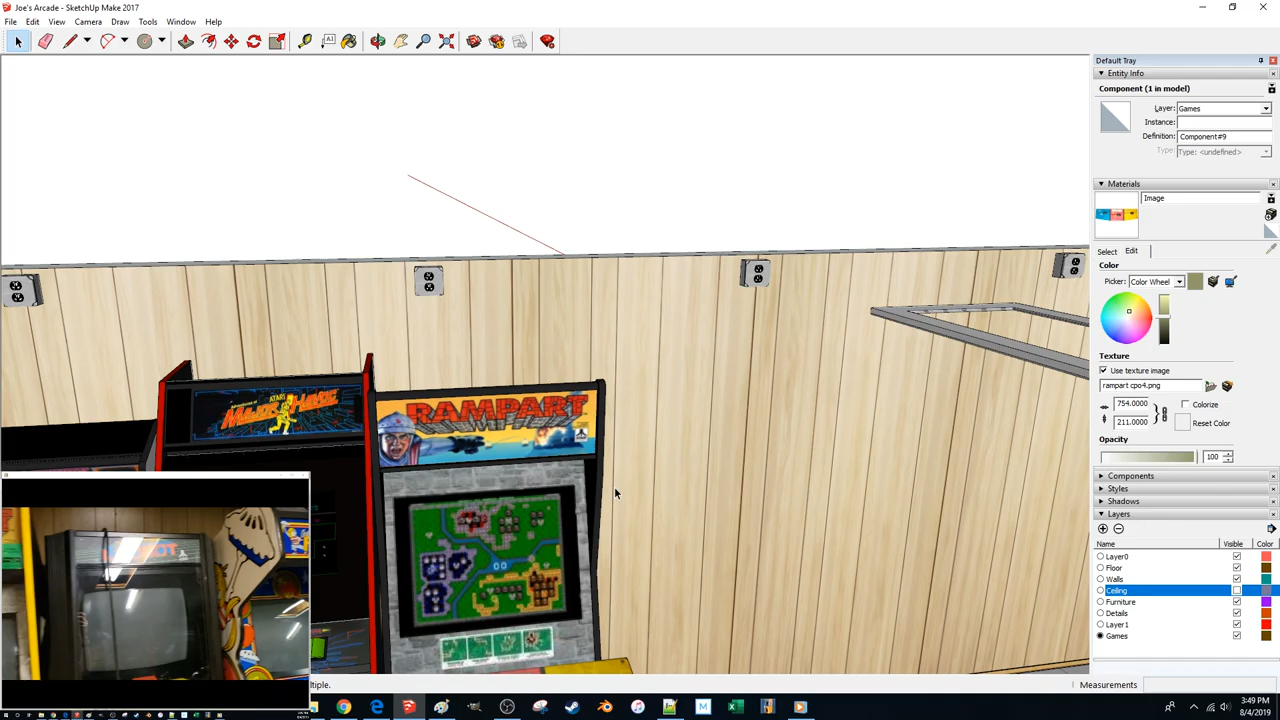 Joe's Arcade - SketchUp Make 2017
File Edit View Camera Draw Tools Window Help
Default Tray
Entity Info
Component (1 in model)
Layer: Games
Instance:
Definition: Component#9
Type: Type: <undefined>
Materials
Image
Select Edit
Color
Picker: Color Wheel
Texture
Use texture image
rampart cpo4.png
754.0000 Colorize
211.0000 Reset Color
Opacity
100
Components
Styles
Shadows
Layers
Name Visible Color
Layer0
Floor
Walls
Ceiling
Furniture
Details
Layer1
Games
ATARI
MAJOR HAVOC
RAMPART
ltiple.
Measurements
3:49 PM
8/4/2019